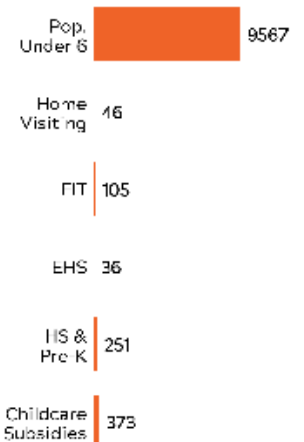 Pop.
Under 6
9567
Home
Visiting
46
FIT
105
EHS
36
HS &
Pre-K
251
Childcare
Subsidies
373